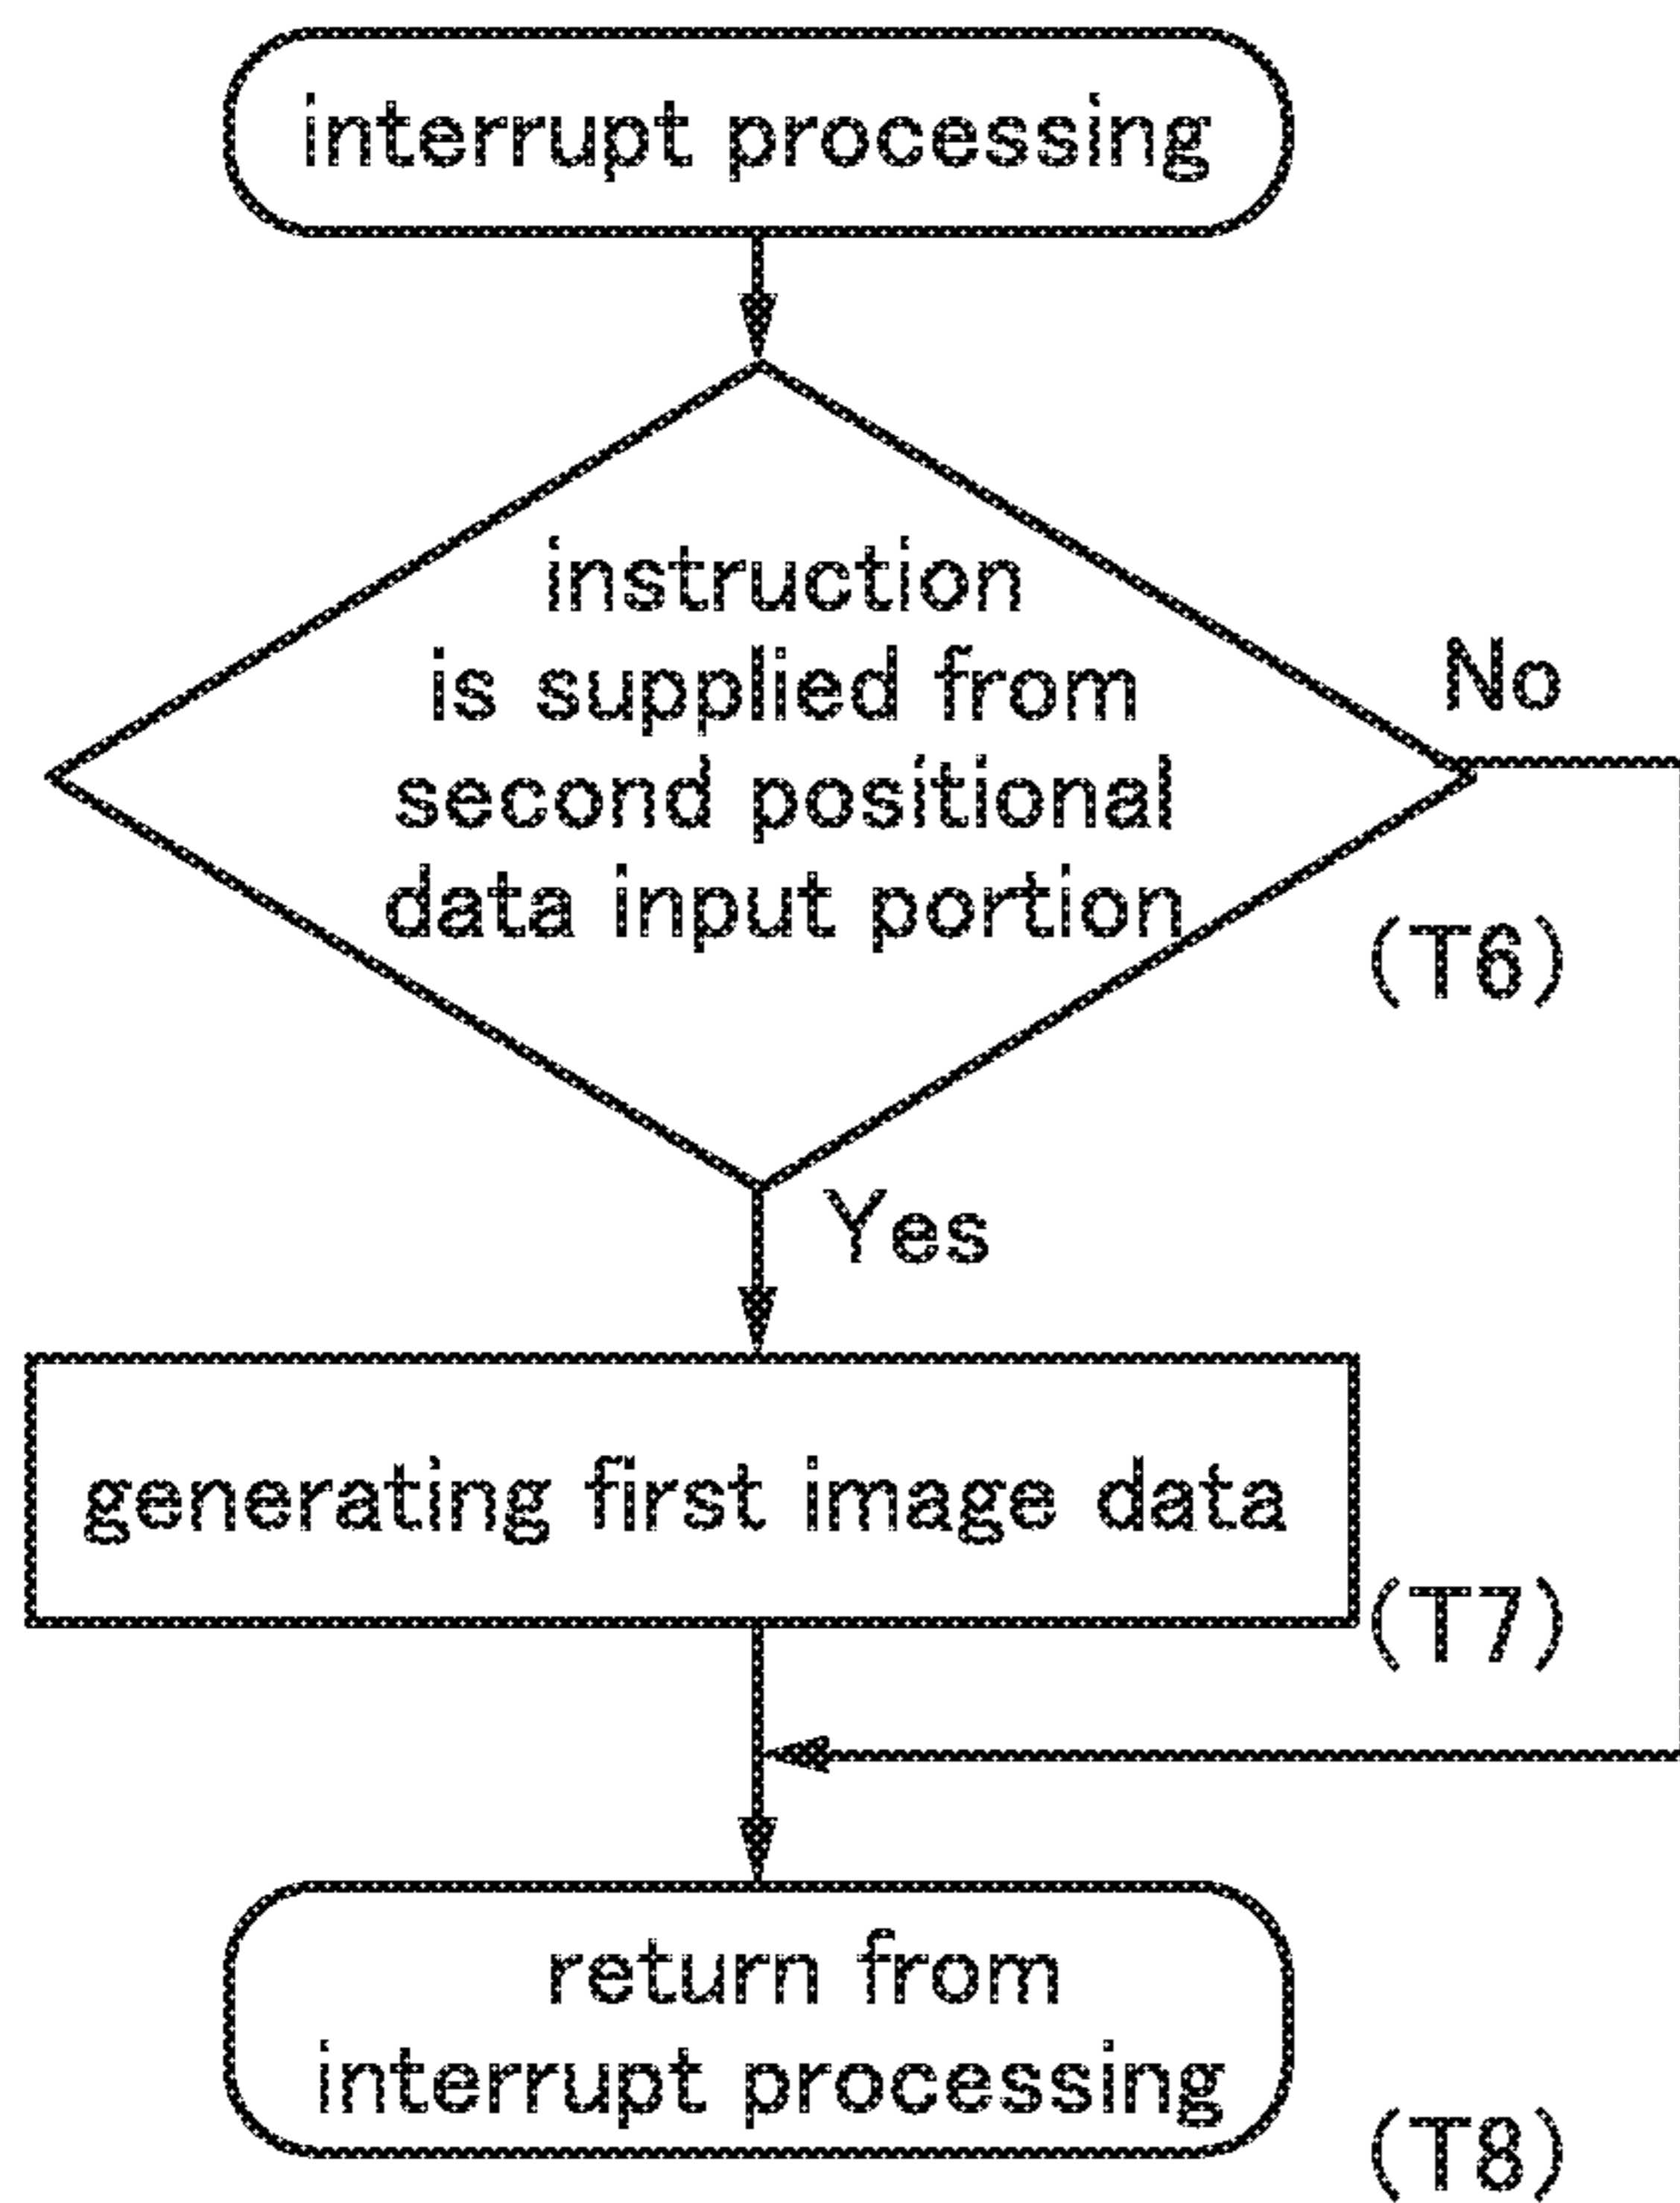 interrupt processing
instruction
is supplied from
second positional
data input portion
No
(T6)
Yes
generating first image data
(T7)
return from
interrupt processing
(T8)